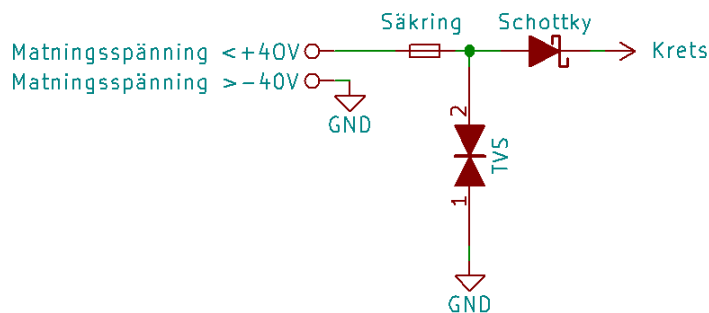 Säkring
Schottky
Matningsspänning <+40V
Krets
Matningsspänning >-40V
GND
2
TVS
1
GND